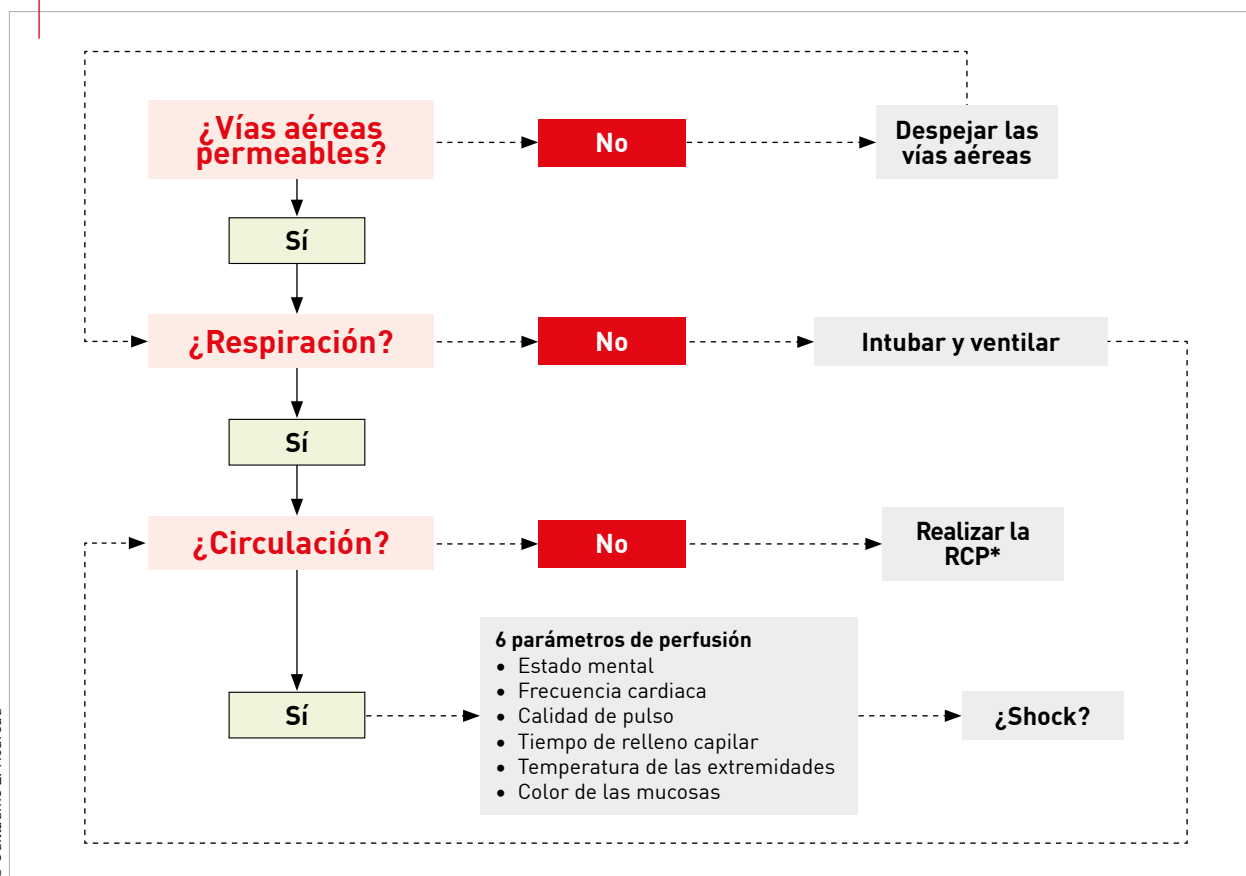 ¿Vías aéreas
permeables?
No
Despejar las
vías aéreas
Sí
¿Respiración?
No
Intubar y ventilar
Sí
¿Circulación?
No
Realizar la
RCP*
6 parámetros de perfusión
• Estado mental
• Frecuencia cardiaca
• Calidad de pulso
• Tiempo de relleno capilar
• Temperatura de las extremidades
• Color de las mucosas
Sí
¿Shock?